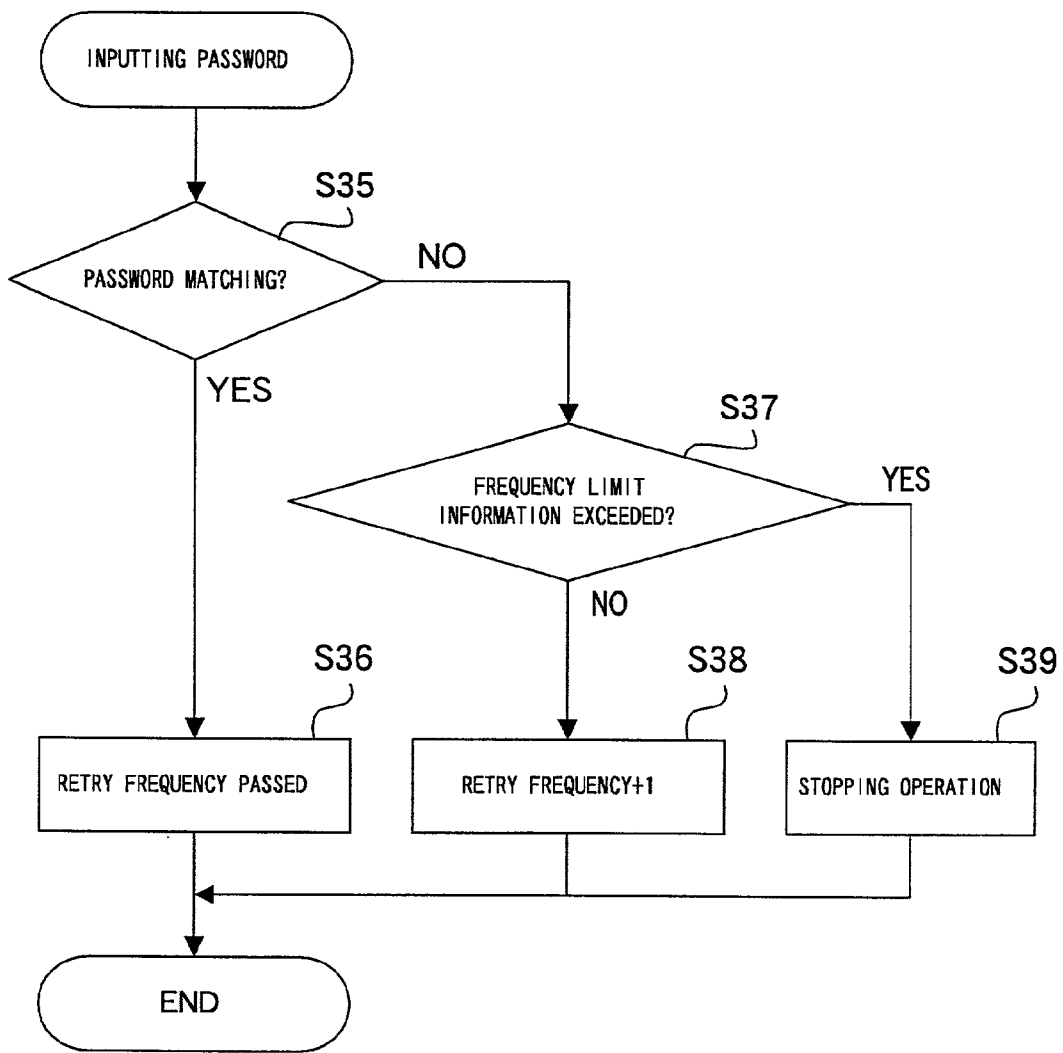 INPUTTING PASSWORD
S35
PASSWORD MATCHING?
NO
YES
S37
FREQUENCY LIMIT
INFORMATION EXCEEDED?
YES
NO
S36
S38
S39
RETRY FREQUENCY PASSED
RETRY FREQUENCY+1
STOPPING OPERATION
END